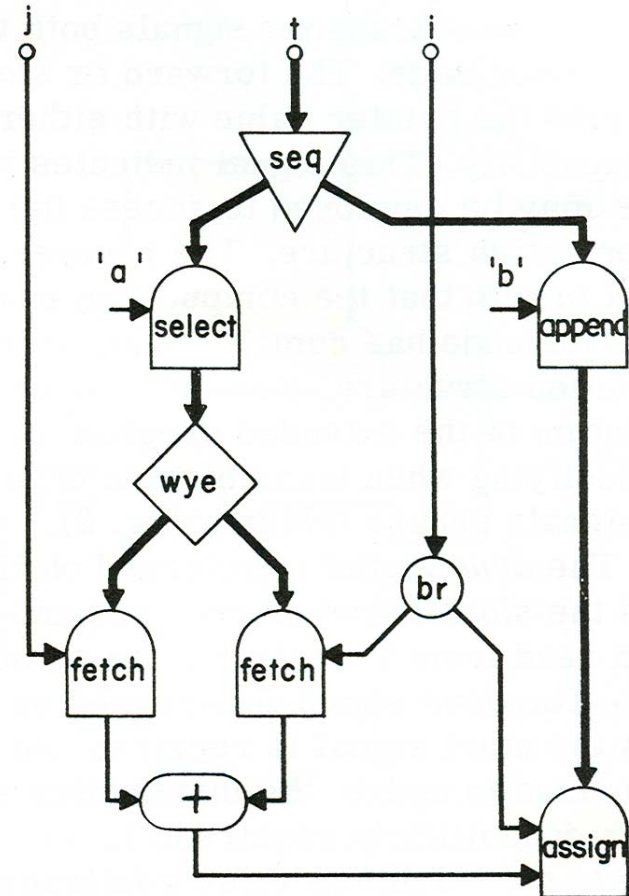 j t i
seq
'a' 'b'
select append
wye
br
fetch fetch
+
assign